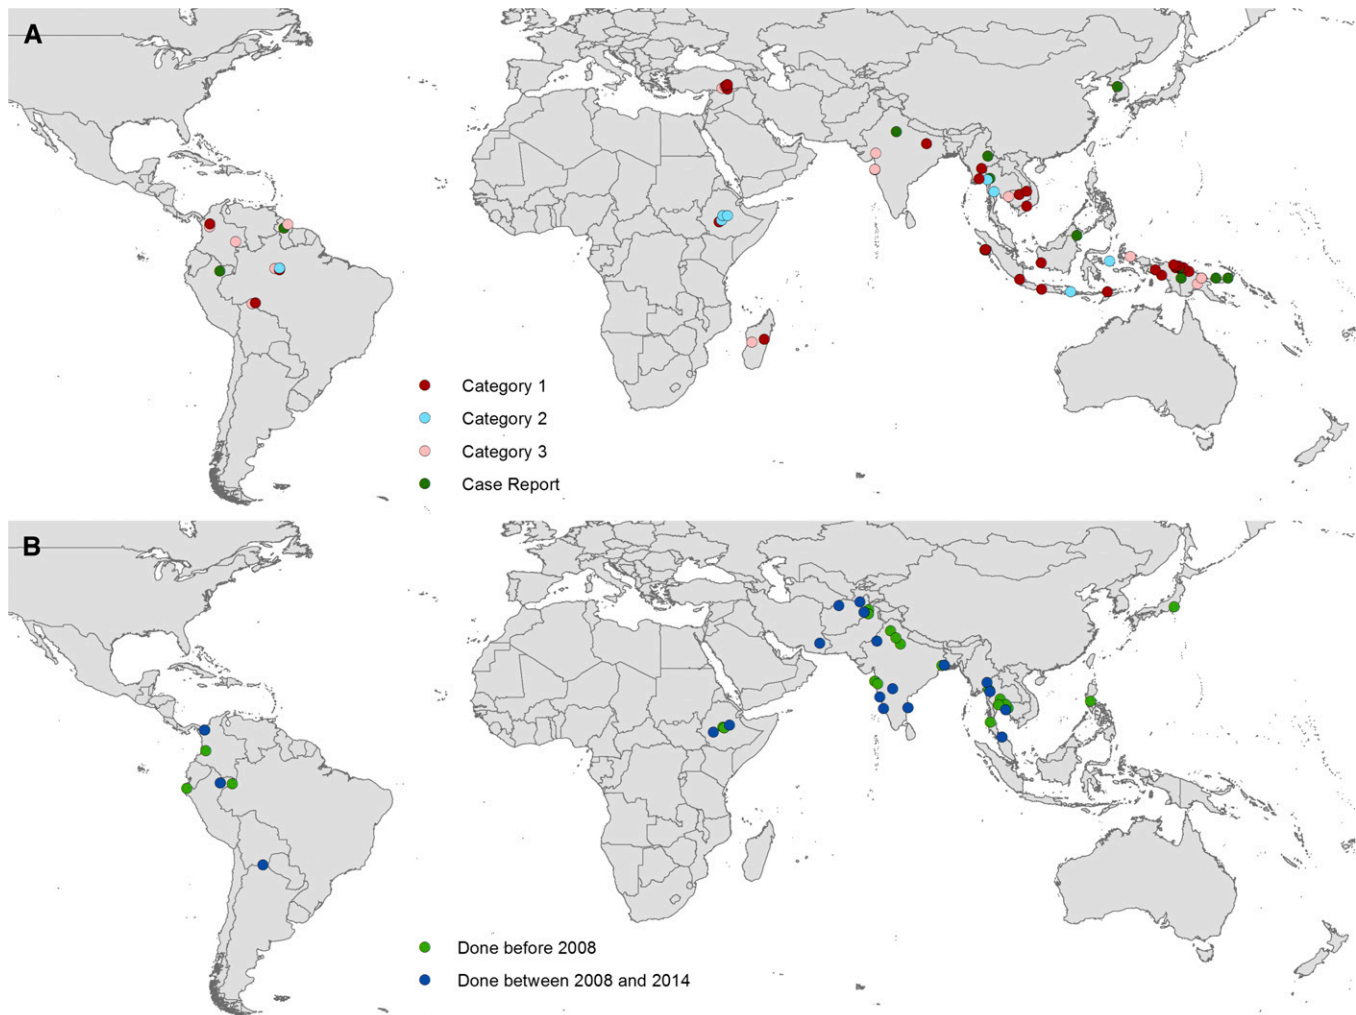 A
Category 1
Category 2
Category 3
Case Report
B
Done before 2008
Done between 2008 and 2014